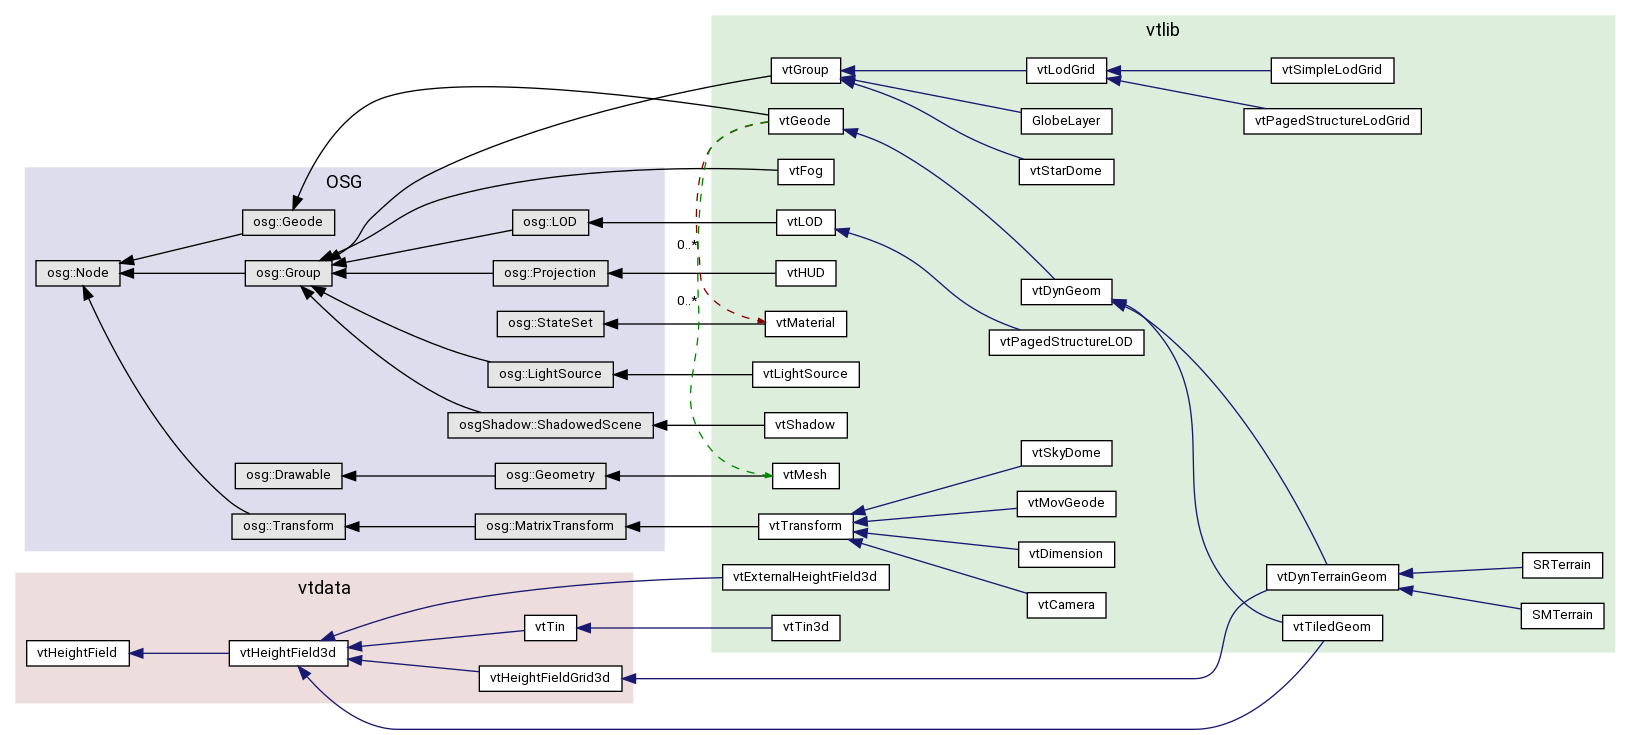 vtlib
vtGroup
vtLodGrid
vtSimpleLodGrid
vtGeode
GlobeLayer
vtPagedStructureLodGrid
vtFog
vtStarDome
OSG
osg::Geode
osg::LOD
vtLOD
0..*
osg::Node
osg::Group
osg::Projection
vtHUD
vtDynGeom
0..*
osg::StateSet
vtMaterial
vtPagedStructureLOD
osg::LightSource
vtLightSource
osgShadow::ShadowedScene
vtShadow
vtSkyDome
osg::Drawable
osg::Geometry
vtMesh
vtMovGeode
osg::Transform
osg::MatrixTransform
vtTransform
vtDimension
vtExternalHeightField3d
vtDynTerrainGeom
SRTerrain
vtdata
vtCamera
SMTerrain
vtTin
vtTin3d
vtTiledGeom
vtHeightField
vtHeightField3d
vtHeightFieldGrid3d